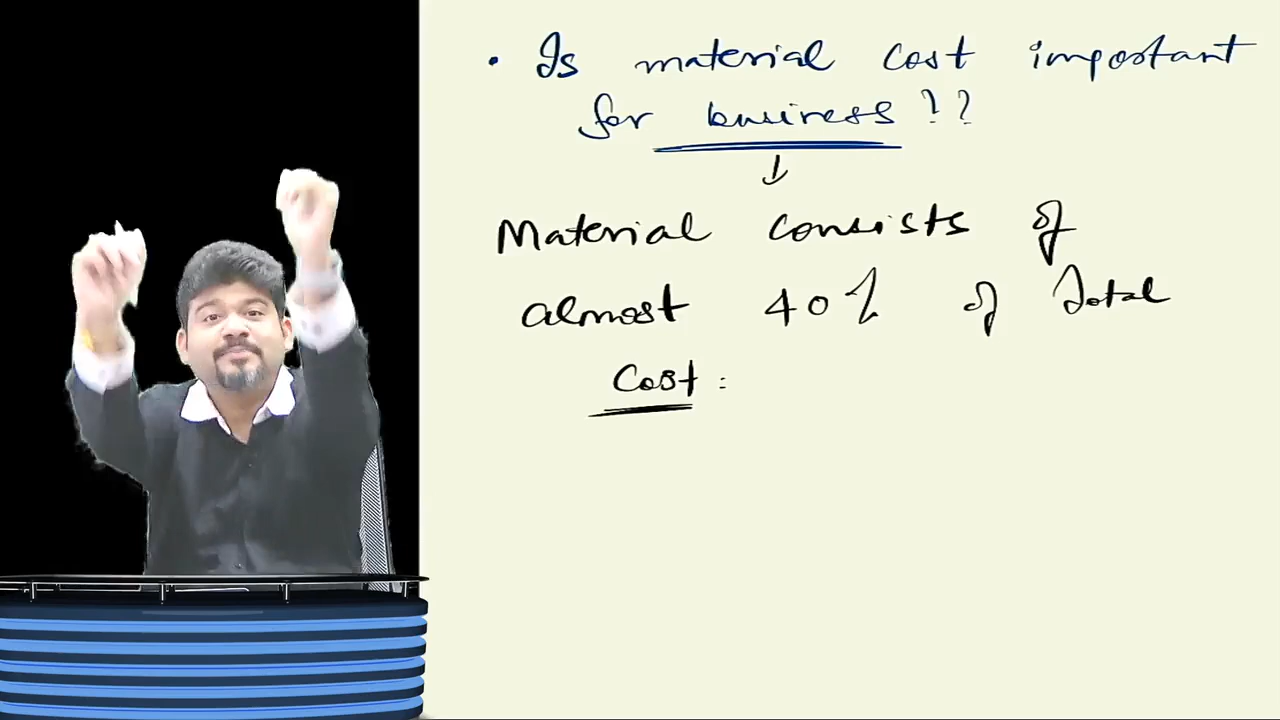 • Is material cost important
for business ??
↓
Material consists of
almost 40% of Total
Cost :